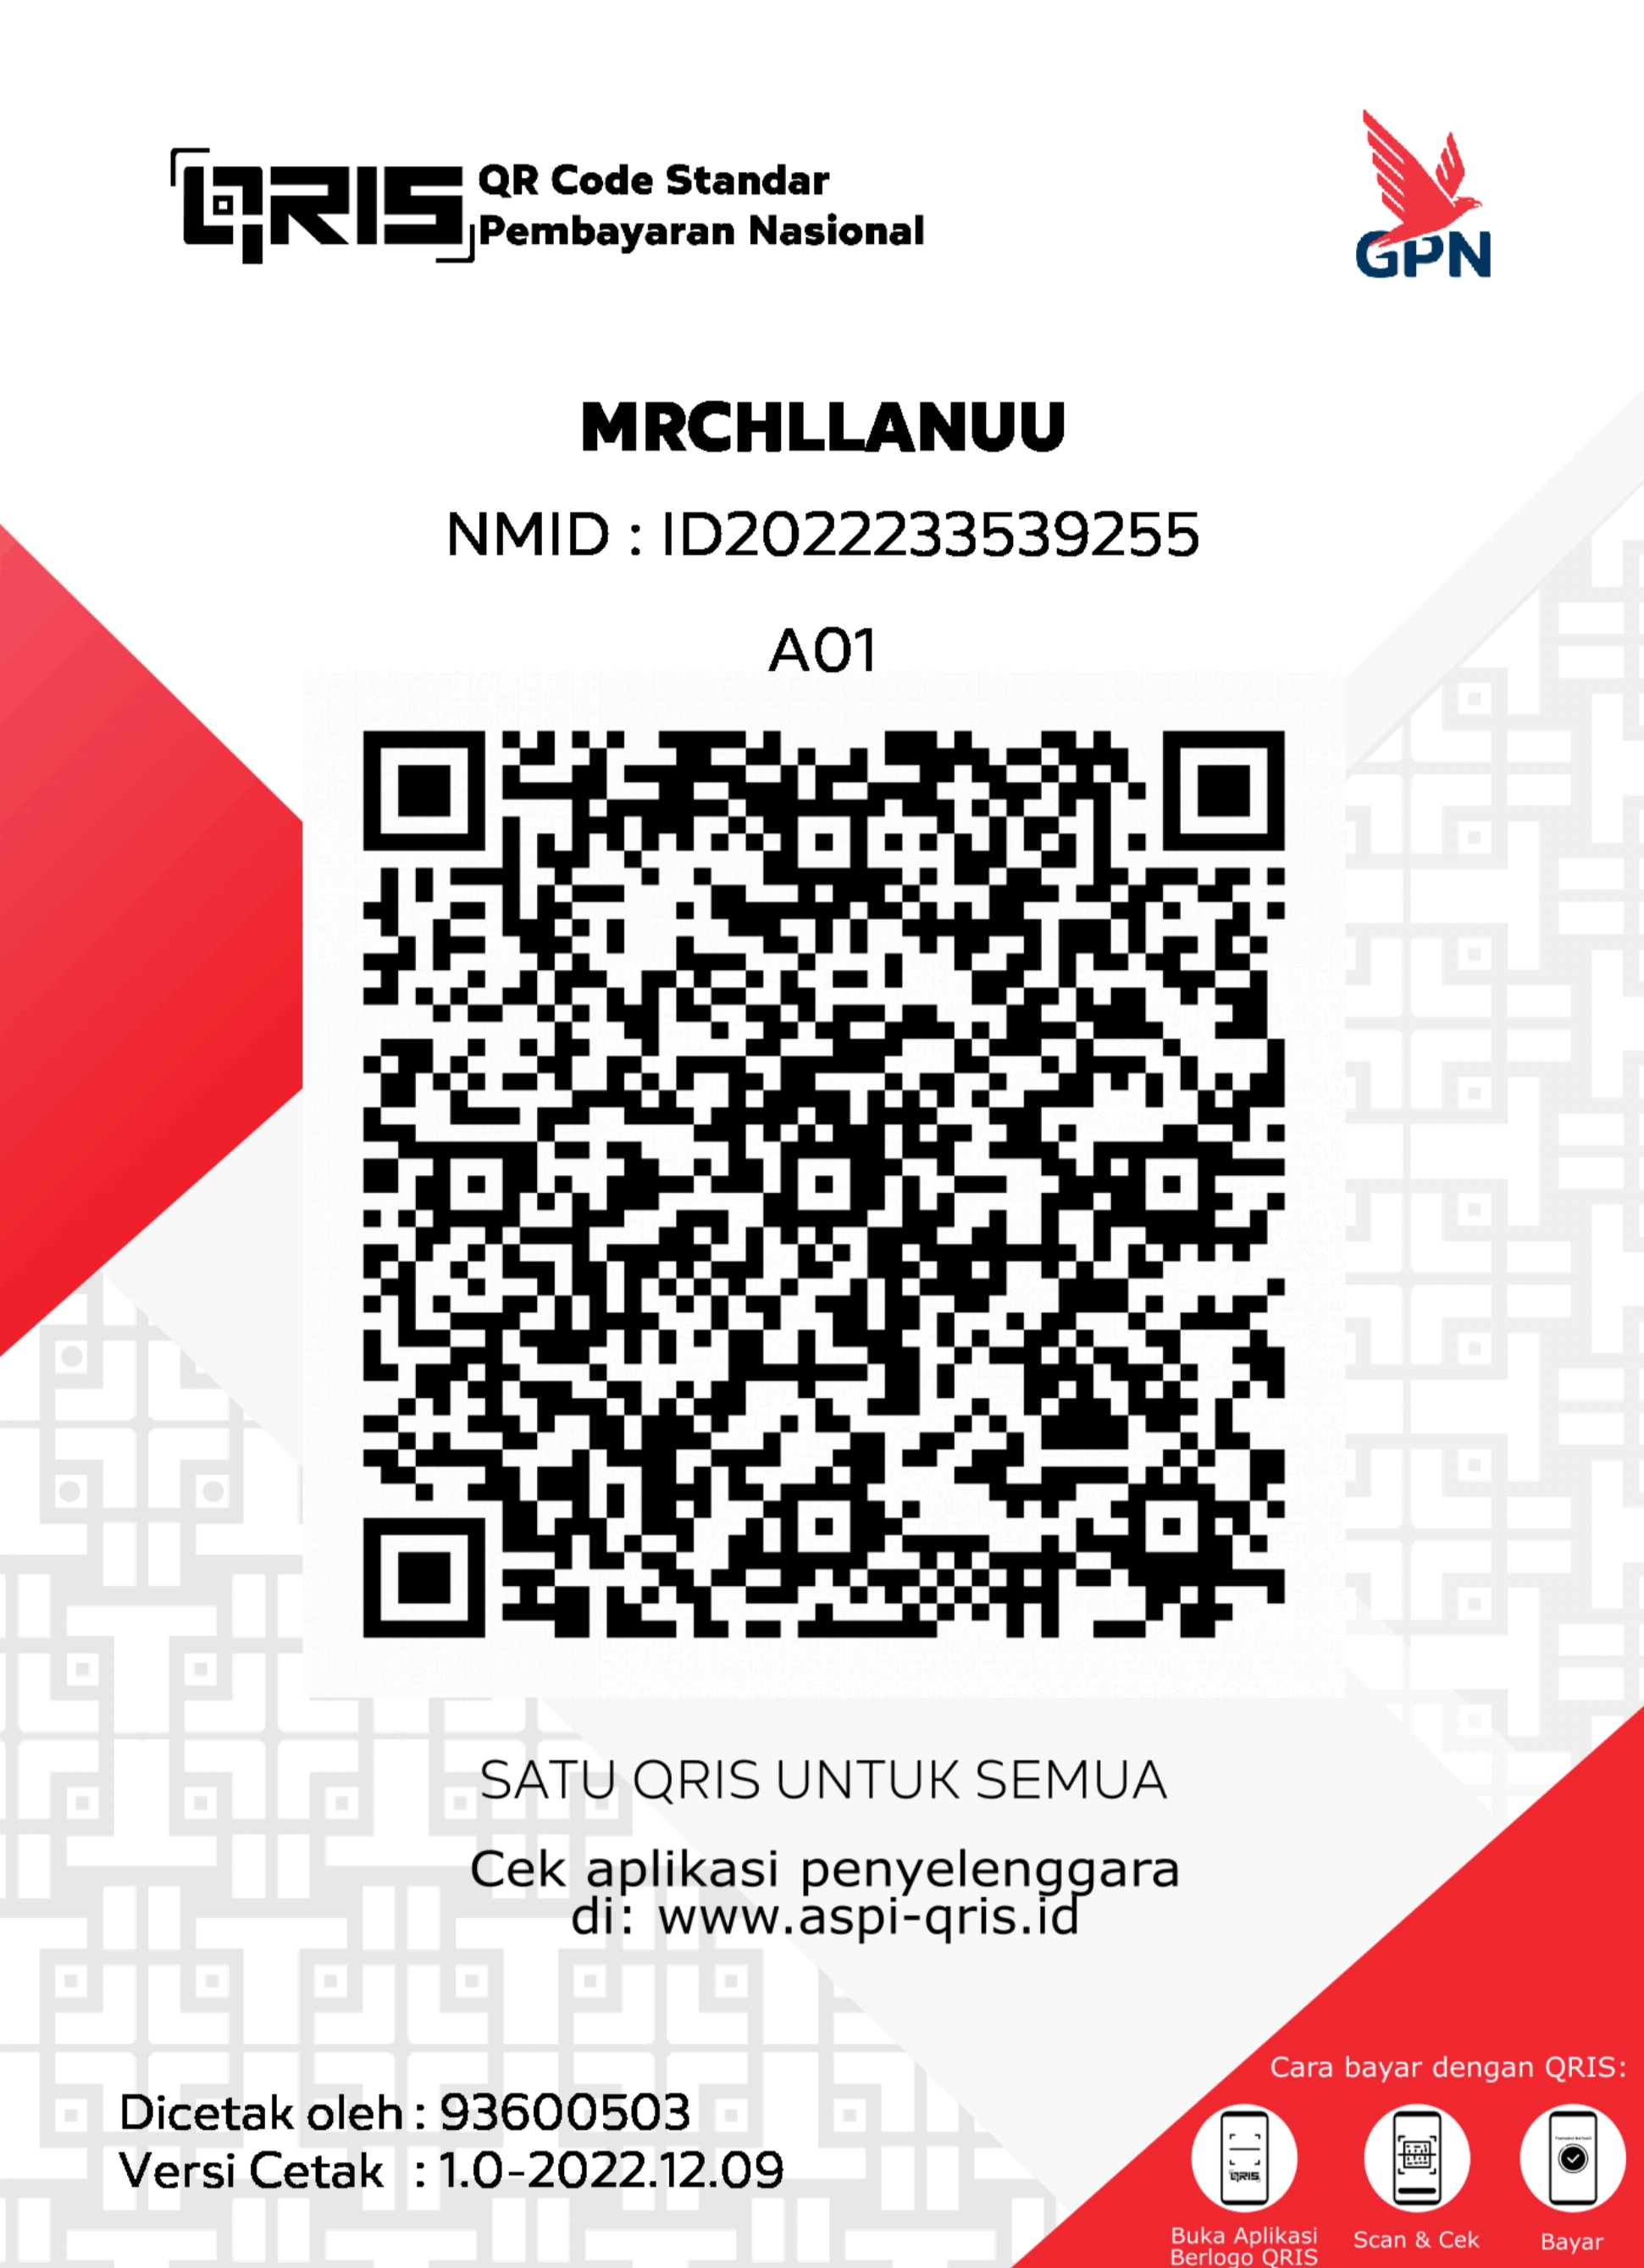 QRIS
QR Code Standar
Pembayaran Nasional
GPN
MRCHLLANUU
NMID : ID2022233539255
A01
SATU QRIS UNTUK SEMUA
Cek aplikasi penyelenggara
di: www.aspi-qris.id
Dicetak oleh : 93600503
Versi Cetak : 1.0-2022.12.09
Cara bayar dengan QRIS:
QRIS
Buka Aplikasi
Berlogo QRIS
Scan & Cek
Bayar